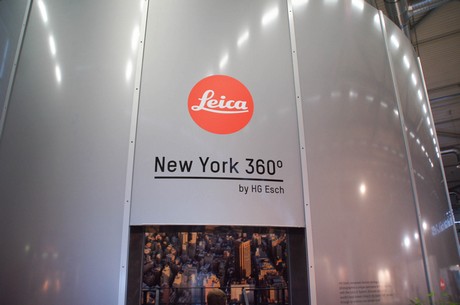 Leica
New York 360°
by HG Esch